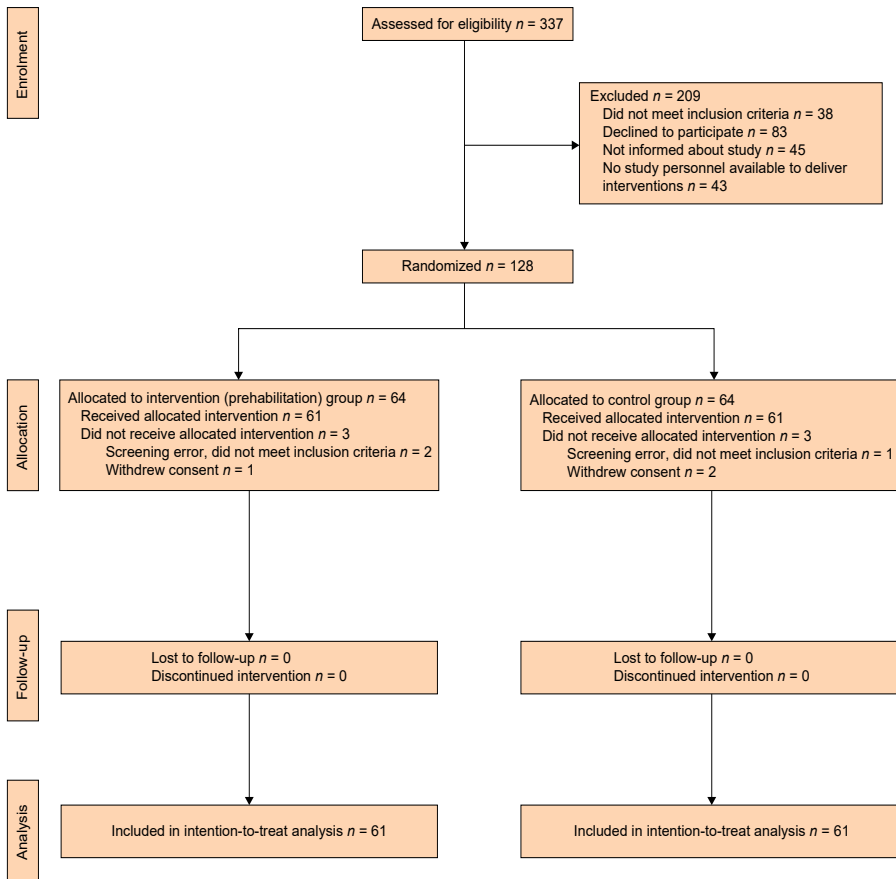 Enrolment
Assessed for eligibility n = 337
Excluded n = 209
Did not meet inclusion criteria n = 38
Declined to participate n = 83
Not informed about study n = 45
No study personnel available to deliver
interventions n = 43
Randomized n = 128
Allocation
Allocated to intervention (prehabilitation) group n = 64
Received allocated intervention n = 61
Did not receive allocated intervention n = 3
Screening error, did not meet inclusion criteria n = 2
Withdrew consent n = 1
Allocated to control group n = 64
Received allocated intervention n = 61
Did not receive allocated intervention n = 3
Screening error, did not meet inclusion criteria n = 1
Withdrew consent n = 2
Follow-up
Lost to follow-up n = 0
Discontinued intervention n = 0
Lost to follow-up n = 0
Discontinued intervention n = 0
Analysis
Included in intention-to-treat analysis n = 61
Included in intention-to-treat analysis n = 61